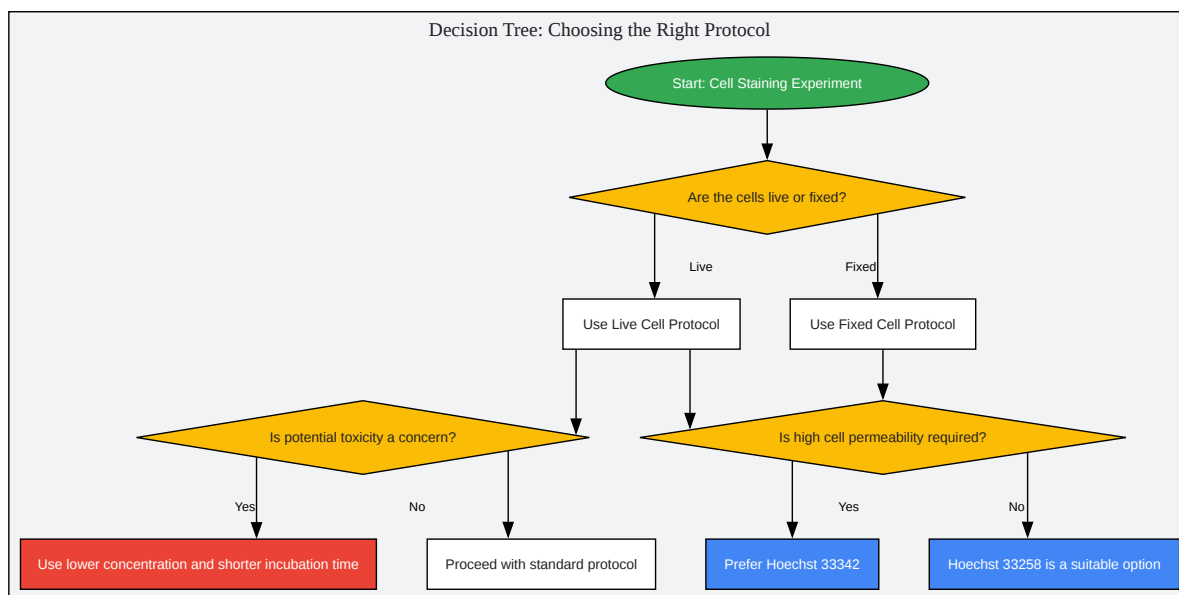 Decision Tree: Choosing the Right Protocol
Start: Cell Staining Experiment
Are the cells live or fixed?
Live
Fixed
Use Live Cell Protocol
Use Fixed Cell Protocol
Is potential toxicity a concern?
Is high cell permeability required?
Yes
No
Yes
No
Use lower concentration and shorter incubation time
Proceed with standard protocol
Prefer Hoechst 33342
Hoechst 33258 is a suitable option